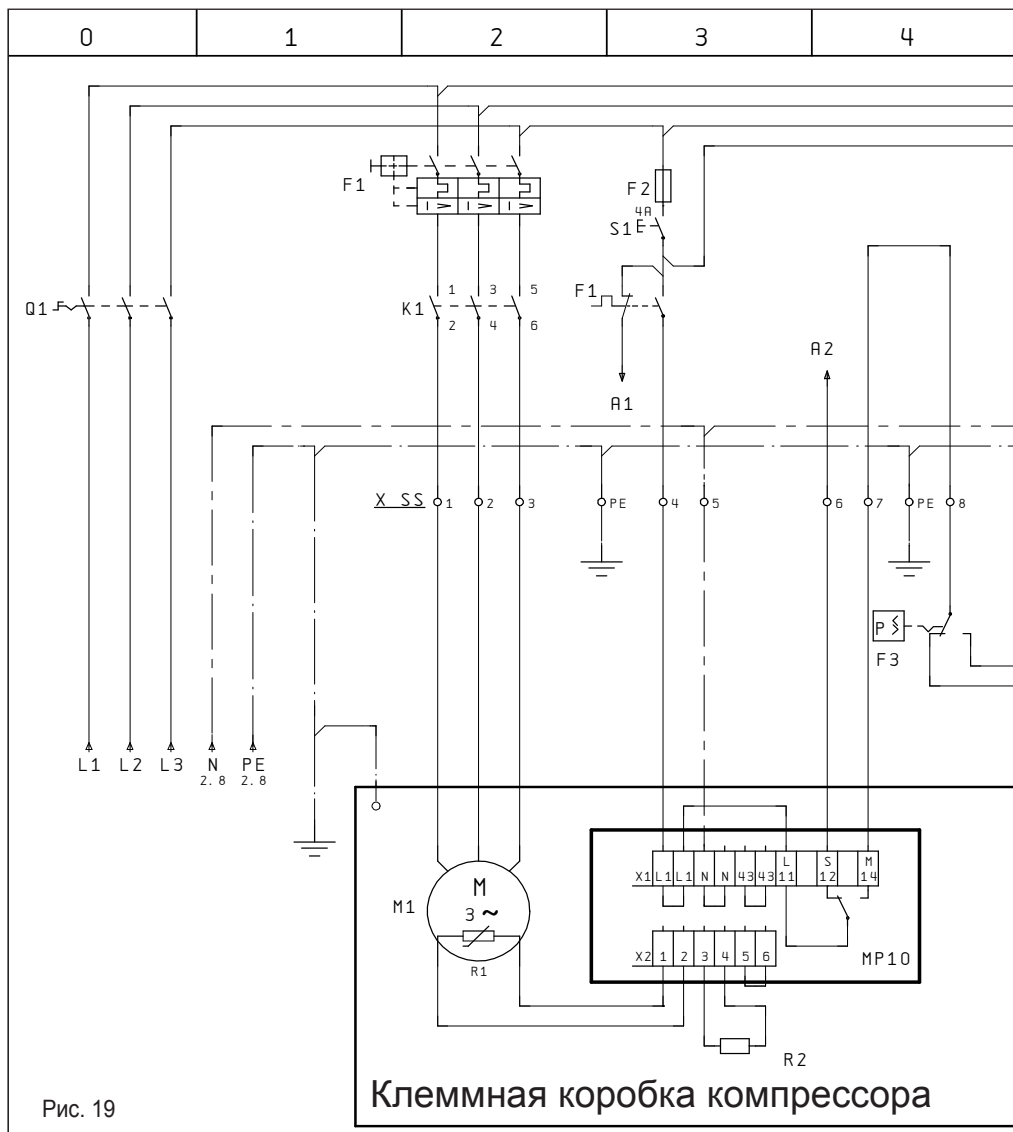 0 1 2 3 4
F1
F2
4A
S1
Q1
K1
1 3 5
2 4 6
F1
A1
A2
X SS 1 2 3 PE 4 5 6 7 PE 8
P
F3
L1 L2 L3 N PE
2.8 2.8
M1
M
3 ~
R1
X1 L1 L1 N N 43 43 L 11 S 12 M 14
X2 1 2 3 4 5 6
MP10
R2
Клеммная коробка компрессора
Рис. 19